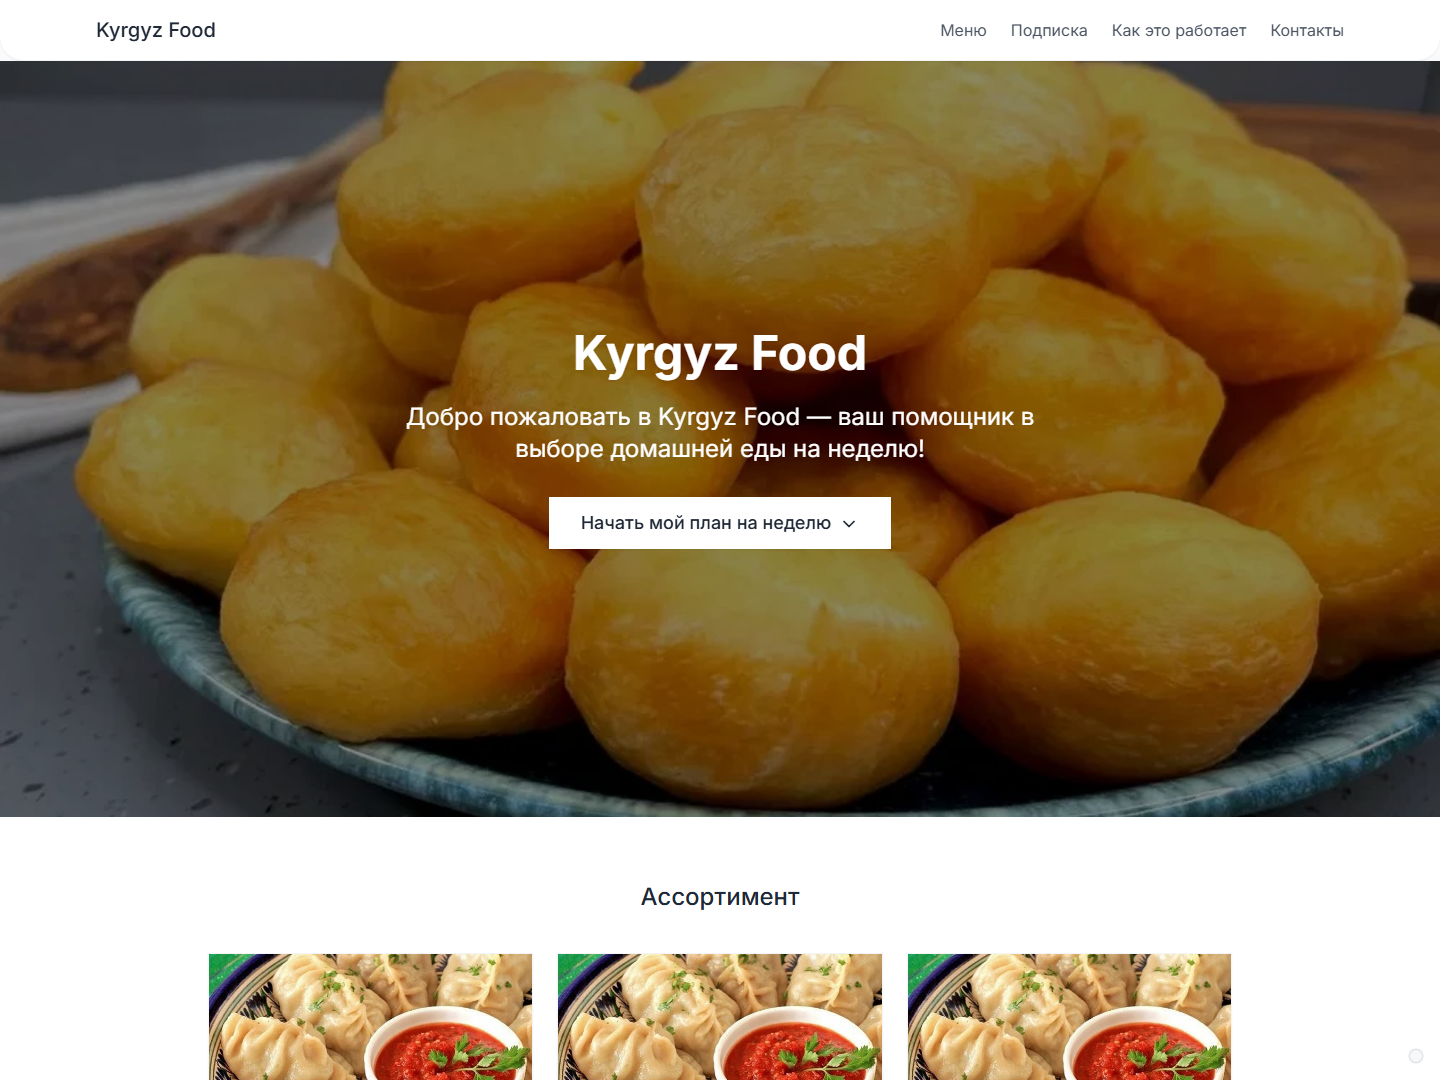 Kyrgyz Food
Меню
Подписка
Как это работает
Контакты
Kyrgyz Food
Добро пожаловать в Kyrgyz Food — ваш помощник в
выборе домашней еды на неделю!
Начать мой план на неделю
Ассортимент